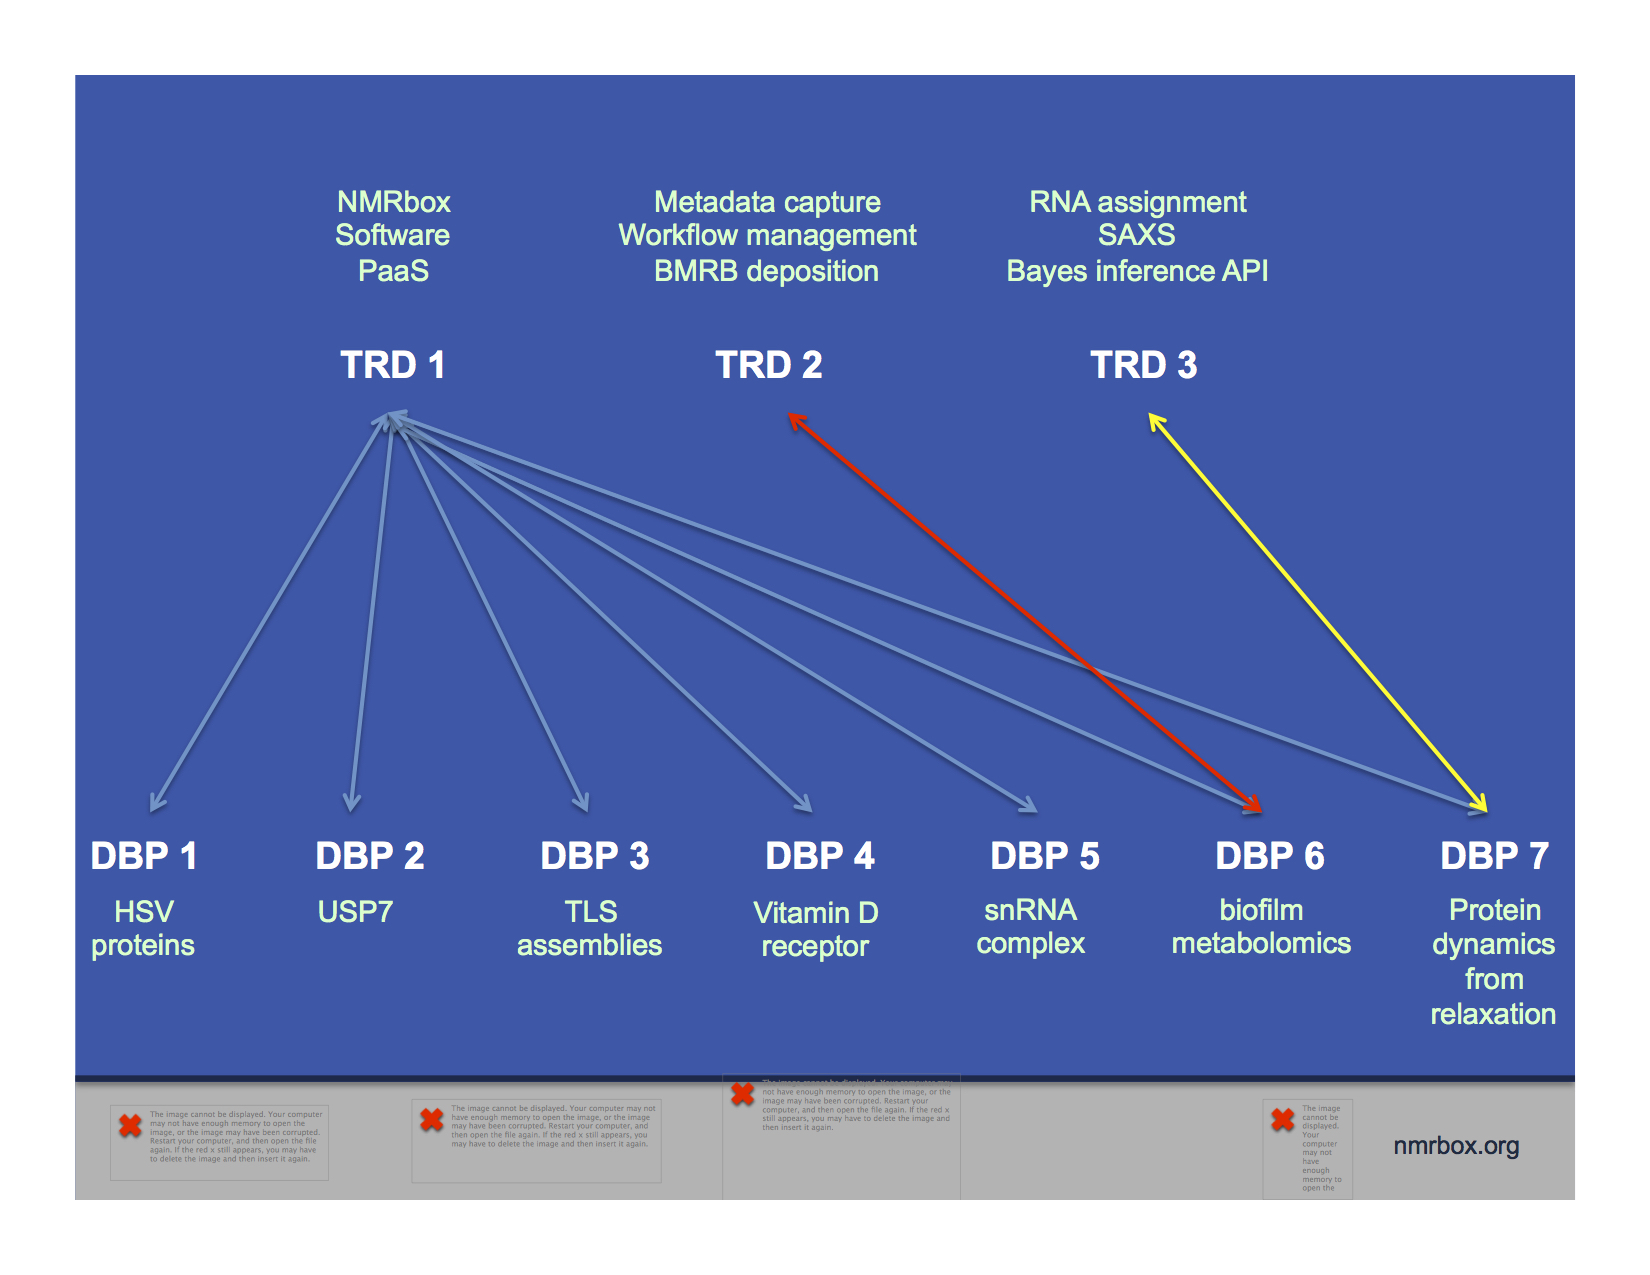 NMRbox
Software
PaaS
Metadata capture
Workflow management
BMRB deposition
RNA assignment
SAXS
Bayes inference API
TRD 1
TRD 2
TRD 3
DBP 1
HSV
proteins
DBP 2
USP7
DBP 3
TLS
assemblies
DBP 4
Vitamin D
receptor
DBP 5
snRNA
complex
DBP 6
biofilm
metabolomics
DBP 7
Protein
dynamics
from
relaxation
The image cannot be displayed. Your computer
may not have enough memory to open the
image, or the image may have been corrupted.
Restart your computer, and then open the file
again. If the red x still appears, you may have
to delete the image and then insert it again.
The image cannot be displayed. Your computer may not
have enough memory to open the image, or the image
may have been corrupted. Restart your computer, and
then open the file again. If the red x still appears, you
may have to delete the image and then insert it again.
The image cannot be displayed. Your computer may
not have enough memory to open the image, or the
image may have been corrupted. Restart your
computer, and then open the file again. If the red x
still appears, you may have to delete the image and
then insert it again.
The image
cannot be
displayed.
Your
computer
may not
have
enough
memory to
open the
nmrbox.org